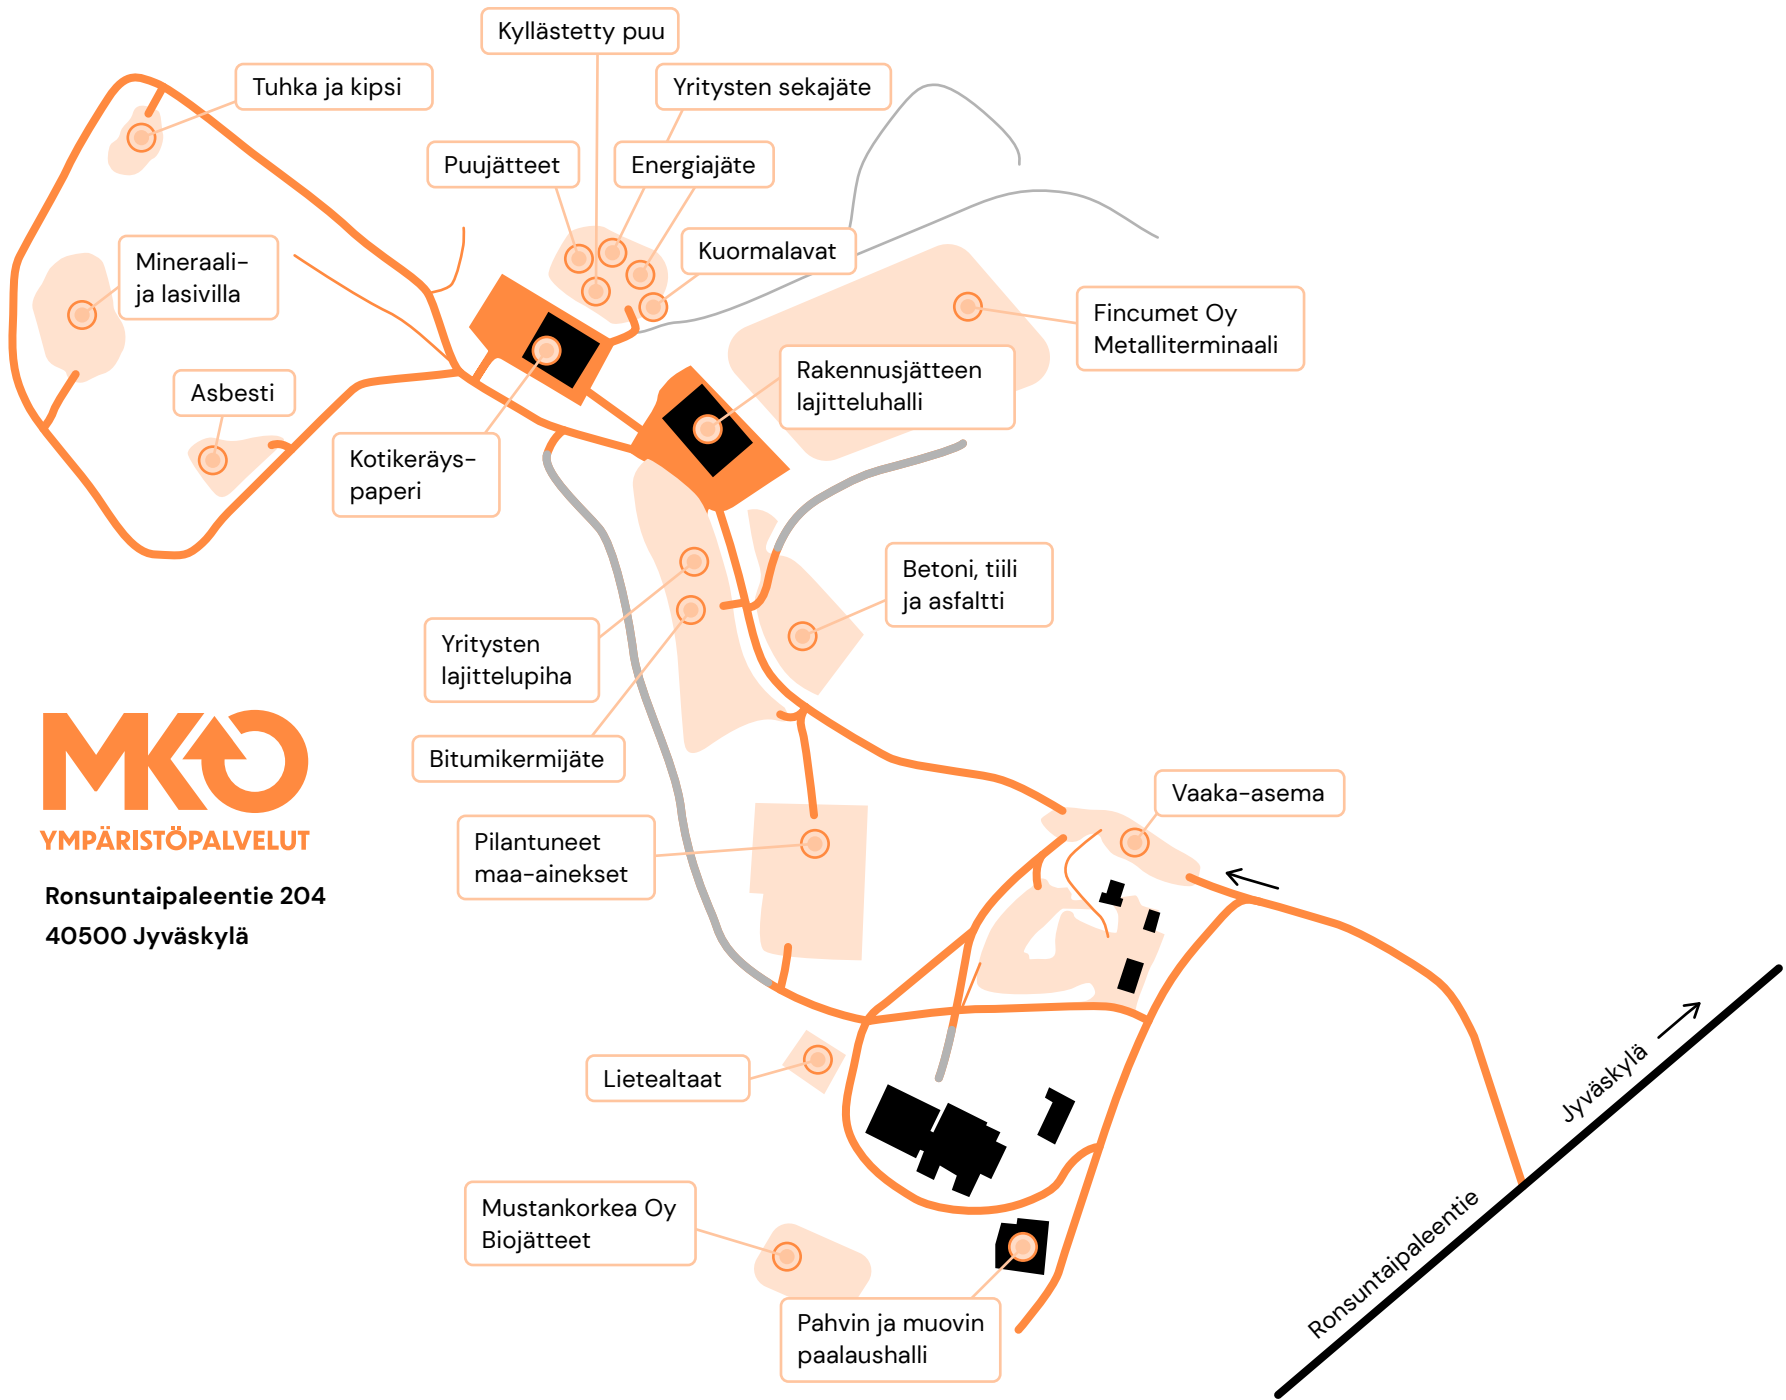 Kyllästetty puu
Tuhka ja kipsi
Yritysten sekajäte
Puujätteet
Energiajäte
Kuormalavat
Mineraali-
ja lasivilla
Fincumet Oy
Metalliterminaali
Rakennusjätteen
lajitteluhalli
Asbesti
Kotikeräys-
paperi
Betoni, tiili
ja asfaltti
Yritysten
lajittelupiha
Bitumikermijäte
Vaaka-asema
MKO
YMPÄRISTÖPALVELUT
Pilantuneet
maa-ainekset
Ronsuntaipaleentie 204
40500 Jyväskylä
Lietealtaat
Jyväskylä
Ronsuntaipaleentie
Mustankorkea Oy
Biojätteet
Pahvin ja muovin
paalaushalli